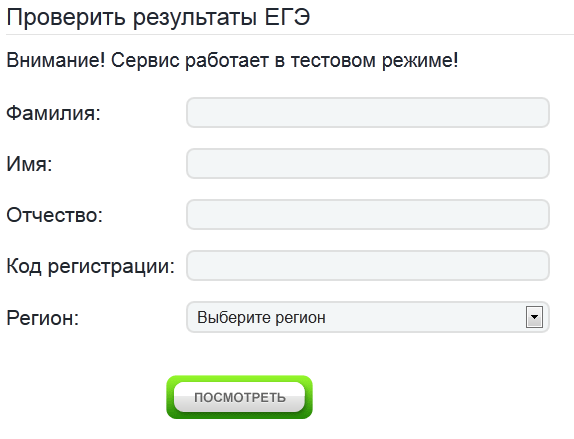 Проверить результаты ЕГЭ
Внимание! Сервис работает в тестовом режиме!
Фамилия:
Имя:
Отчество:
Код регистрации:
Регион: Выберите регион
ПОСМОТРЕТЬ